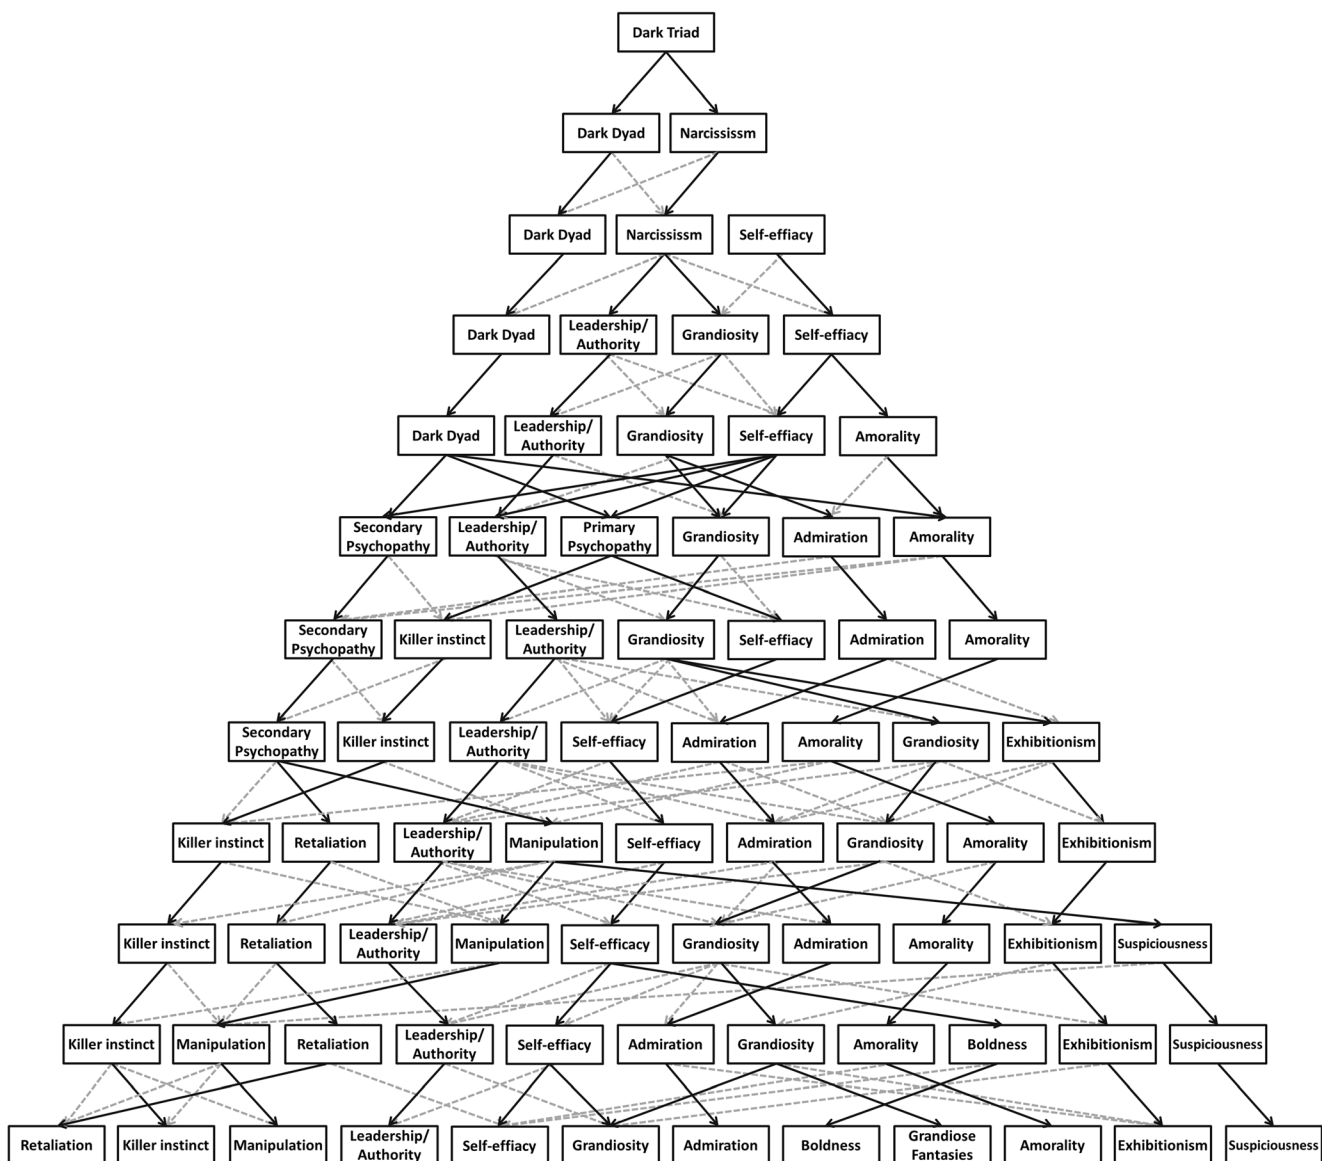 Dark Triad
Dark Dyad
Narcississm
Dark Dyad
Narcississm
Self-effiacy
Dark Dyad
Leadership/
Authority
Grandiosity
Self-effiacy
Dark Dyad
Leadership/
Authority
Grandiosity
Self-effiacy
Amorality
Secondary
Psychopathy
Leadership/
Authority
Primary
Psychopathy
Grandiosity
Admiration
Amorality
Secondary
Psychopathy
Killer instinct
Leadership/
Authority
Grandiosity
Self-effiacy
Admiration
Amorality
Secondary
Psychopathy
Killer instinct
Leadership/
Authority
Self-effiacy
Admiration
Amorality
Grandiosity
Exhibitionism
Killer instinct
Retaliation
Leadership/
Authority
Manipulation
Self-effiacy
Admiration
Grandiosity
Amorality
Exhibitionism
Killer instinct
Retaliation
Leadership/
Authority
Manipulation
Self-efficacy
Grandiosity
Admiration
Amorality
Exhibitionism
Suspiciousness
Killer instinct
Manipulation
Retaliation
Leadership/
Authority
Self-effiacy
Admiration
Grandiosity
Amorality
Boldness
Exhibitionism
Suspiciousness
Retaliation
Killer instinct
Manipulation
Leadership/
Authority
Self-effiacy
Grandiosity
Admiration
Boldness
Grandiose
Fantasies
Amorality
Exhibitionism
Suspiciousness